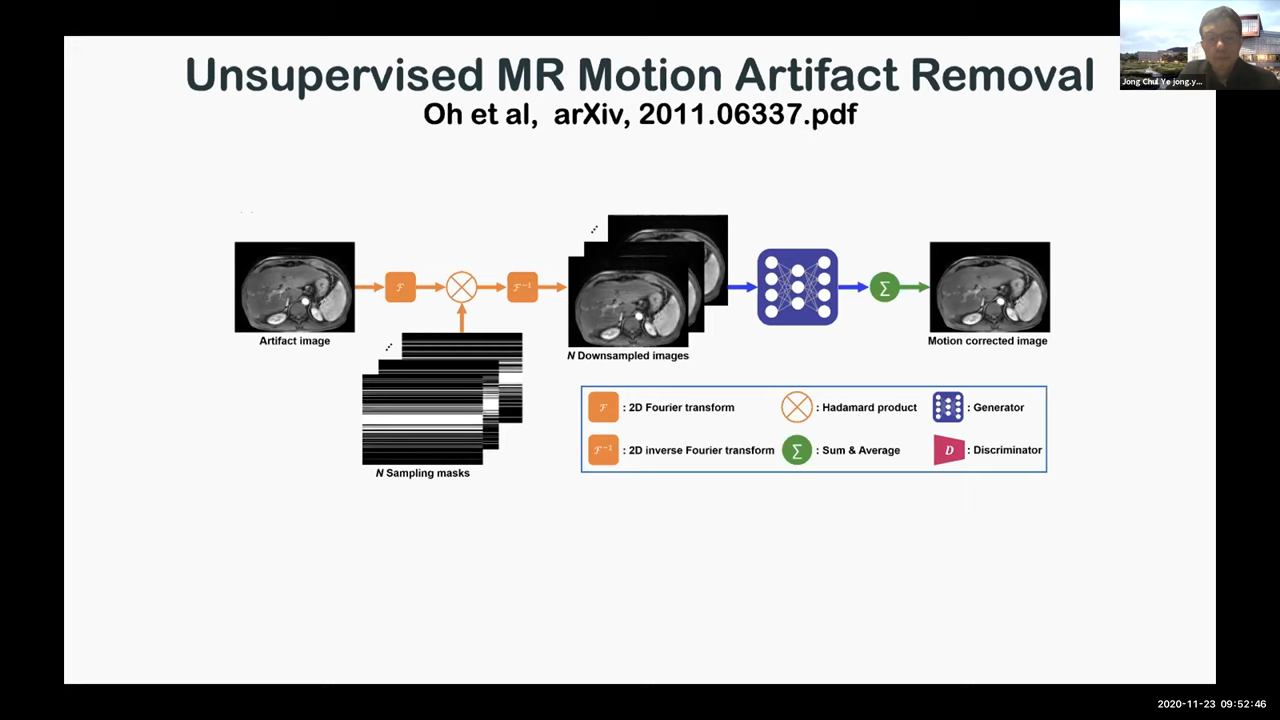 Unsupervised MR Motion Artifact Removal
Oh et al, arXiv, 2011.06337.pdf
Jong Chul Ye jong.y...
F
F⁻¹
Σ
Artifact image
N Downsampled images
Motion corrected image
N Sampling masks
F : 2D Fourier transform
: Hadamard product
: Generator
F⁻¹ : 2D inverse Fourier transform
Σ : Sum & Average
D : Discriminator
2020-11-23 09:52:46